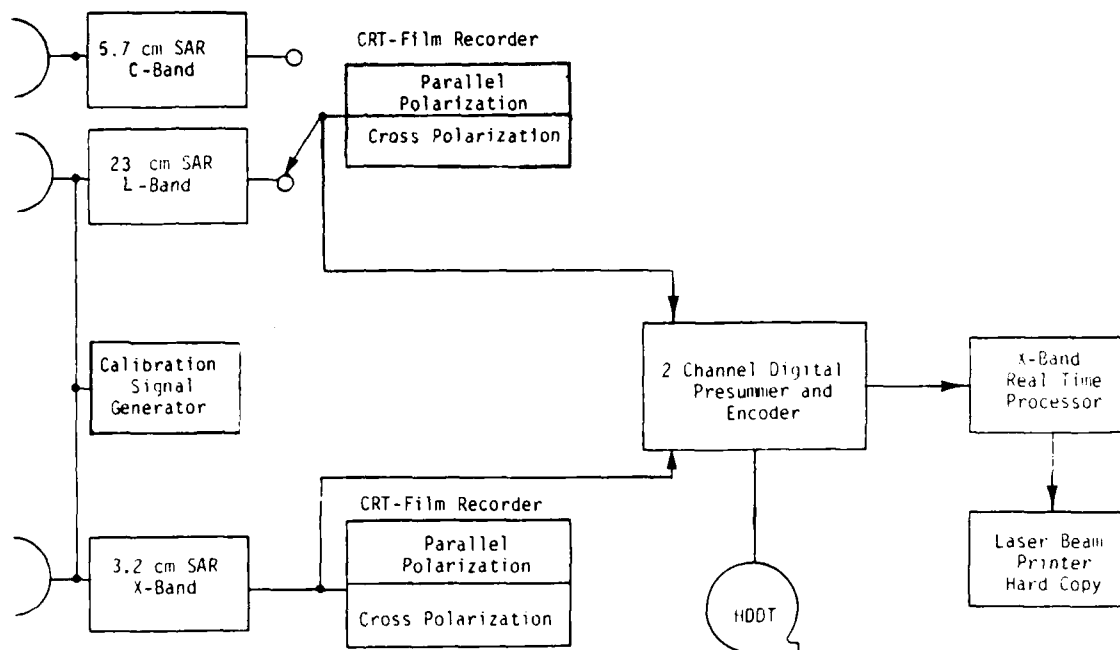 5.7 cm SAR
C-Band
CRT-Film Recorder
Parallel
Polarization
Cross Polarization
23 cm SAR
L-Band
Calibration
Signal
Generator
2 Channel Digital
Presummer and
Encoder
X-Band
Real Time
Processor
CRT-Film Recorder
3.2 cm SAR
X-Band
Parallel
Polarization
Cross Polarization
HDDT
Laser Beam
Printer
Hard Copy